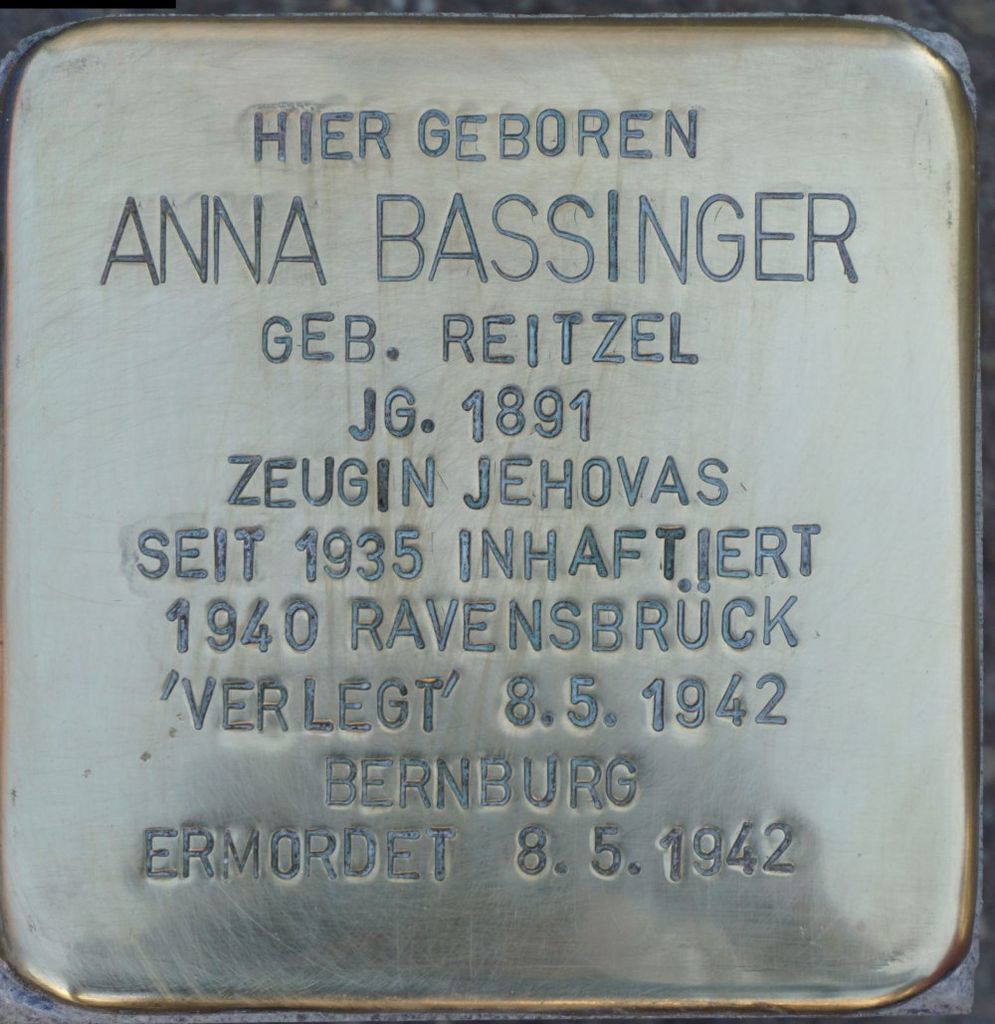 HIER GEBOREN
ANNA BASSINGER
GEB. REITZEL
JG. 1891
ZEUGIN JEHOVAS
SEIT 1935 INHAFTIERT
1940 RAVENSBRÜCK
'VERLEGT' 8.5. 1942
BERNBURG
ERMORDET 8.5.1942